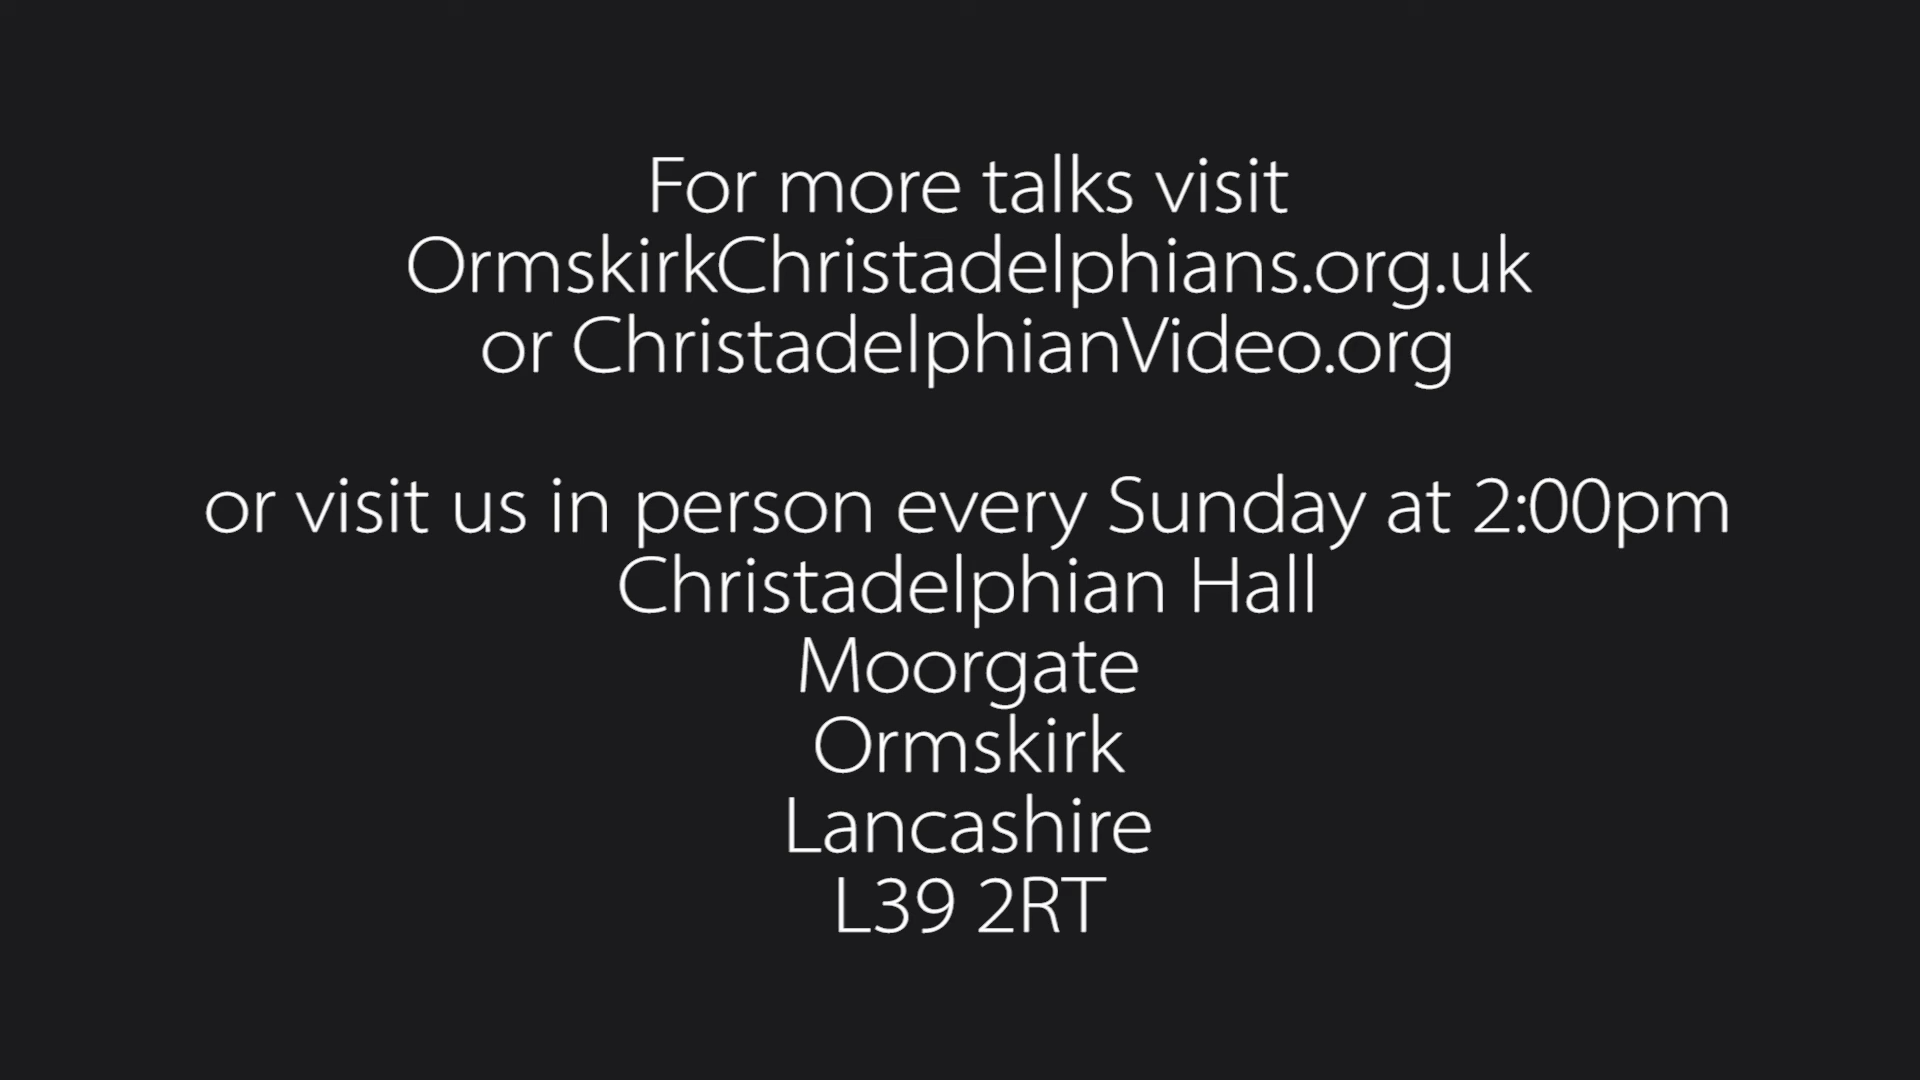 For more talks visit
OrmskirkChristadelphians.org.uk
or ChristadelphianVideo.org
or visit us in person every Sunday at 2:00pm
Christadelphian Hall
Moorgate
Ormskirk
Lancashire
L39 2RT